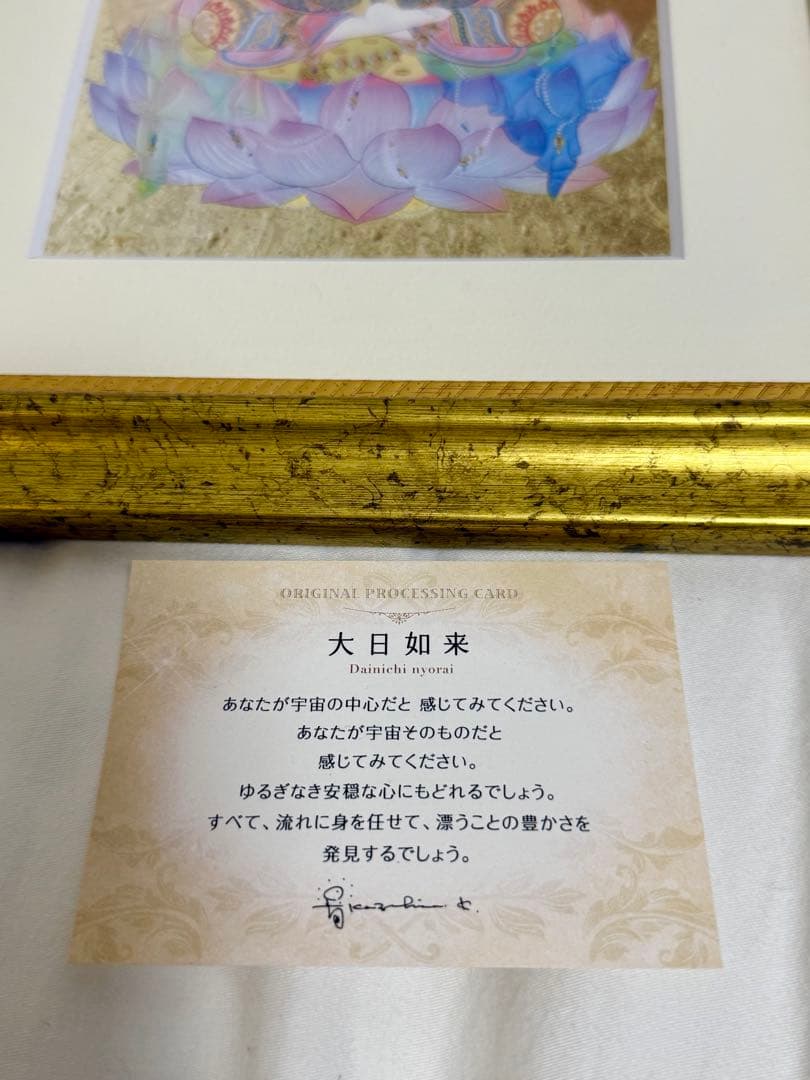 ORIGINAL PROCESSING CARD
大日如来
Dainichi nyorai
あなたが宇宙の中心だと 感じてみてください。
あなたが宇宙そのものだと
感じてみてください。
ゆるぎなき安穏な心にもどれるでしょう。
すべて、流れに身を任せて、漂うことの豊かさを
発見するでしょう。